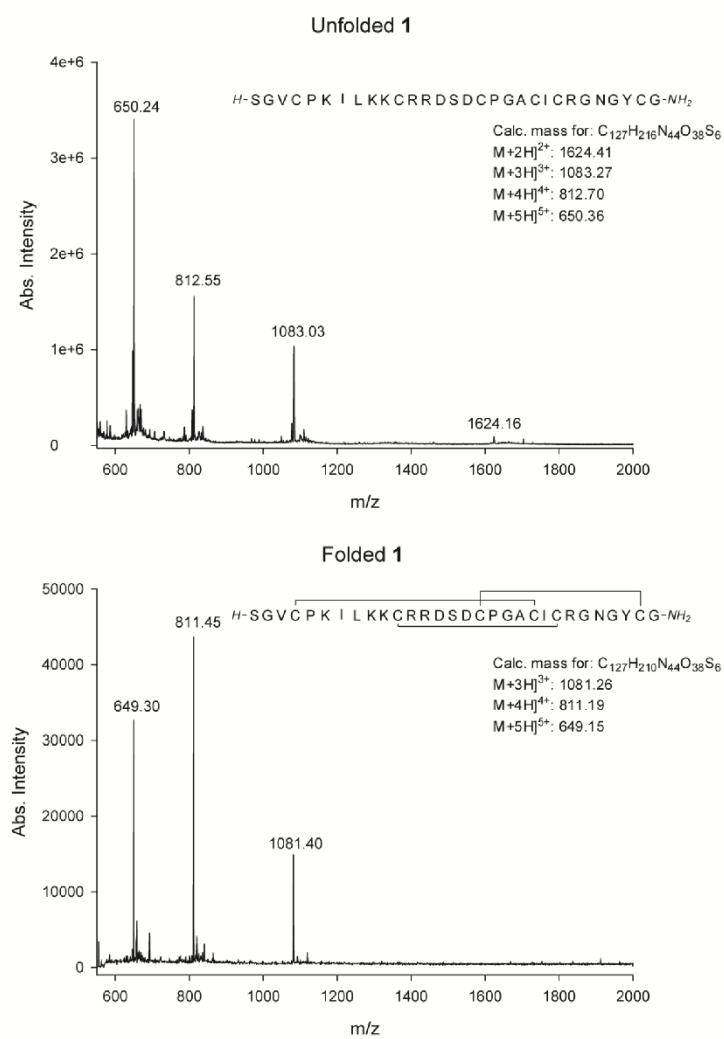 Unfolded 1
4e+6
650.24
H-SGVCPKILKKCRRDSDCPGACICRGNGYCG-NH₂
Calc. mass for: C₁₂₇H₂₁₆N₄₄O₃₈S₆
M+2H]²⁺: 1624.41
M+3H]³⁺: 1083.27
M+4H]⁴⁺: 812.70
M+5H]⁵⁺: 650.36
3e+6
2e+6
812.55
1083.03
1e+6
1624.16
0
Abs. Intensity
600 800 1000 1200 1400 1600 1800 2000
m/z
Folded 1
50000
811.45
H-SGVCPKILKKCRRDSDCPGACICRGNGYCG-NH₂
Calc. mass for: C₁₂₇H₂₁₀N₄₄O₃₈S₆
M+3H]³⁺: 1081.26
M+4H]⁴⁺: 811.19
M+5H]⁵⁺: 649.15
40000
649.30
30000
20000
1081.40
10000
0
Abs. Intensity
600 800 1000 1200 1400 1600 1800 2000
m/z